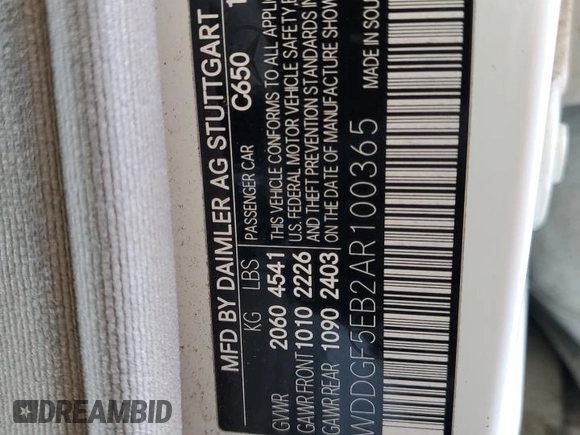 MFD BY DAIMLER AG STUTTGART
C650
KG LBS PASSENGER CAR
GVWR 2060 4541 THIS VEHICLE CONFORMS TO ALL
GAWR FRONT 1010 2226 U.S. FEDERAL MOTOR VEHICLE SAFETY,
GAWR REAR 1090 2403 AND THEFT PREVENTION STANDARDS IN
ON THE DATE OF MANUFACTURE SHOWN
WDDGF5EB2AR100365 MADE IN
DREAMBID